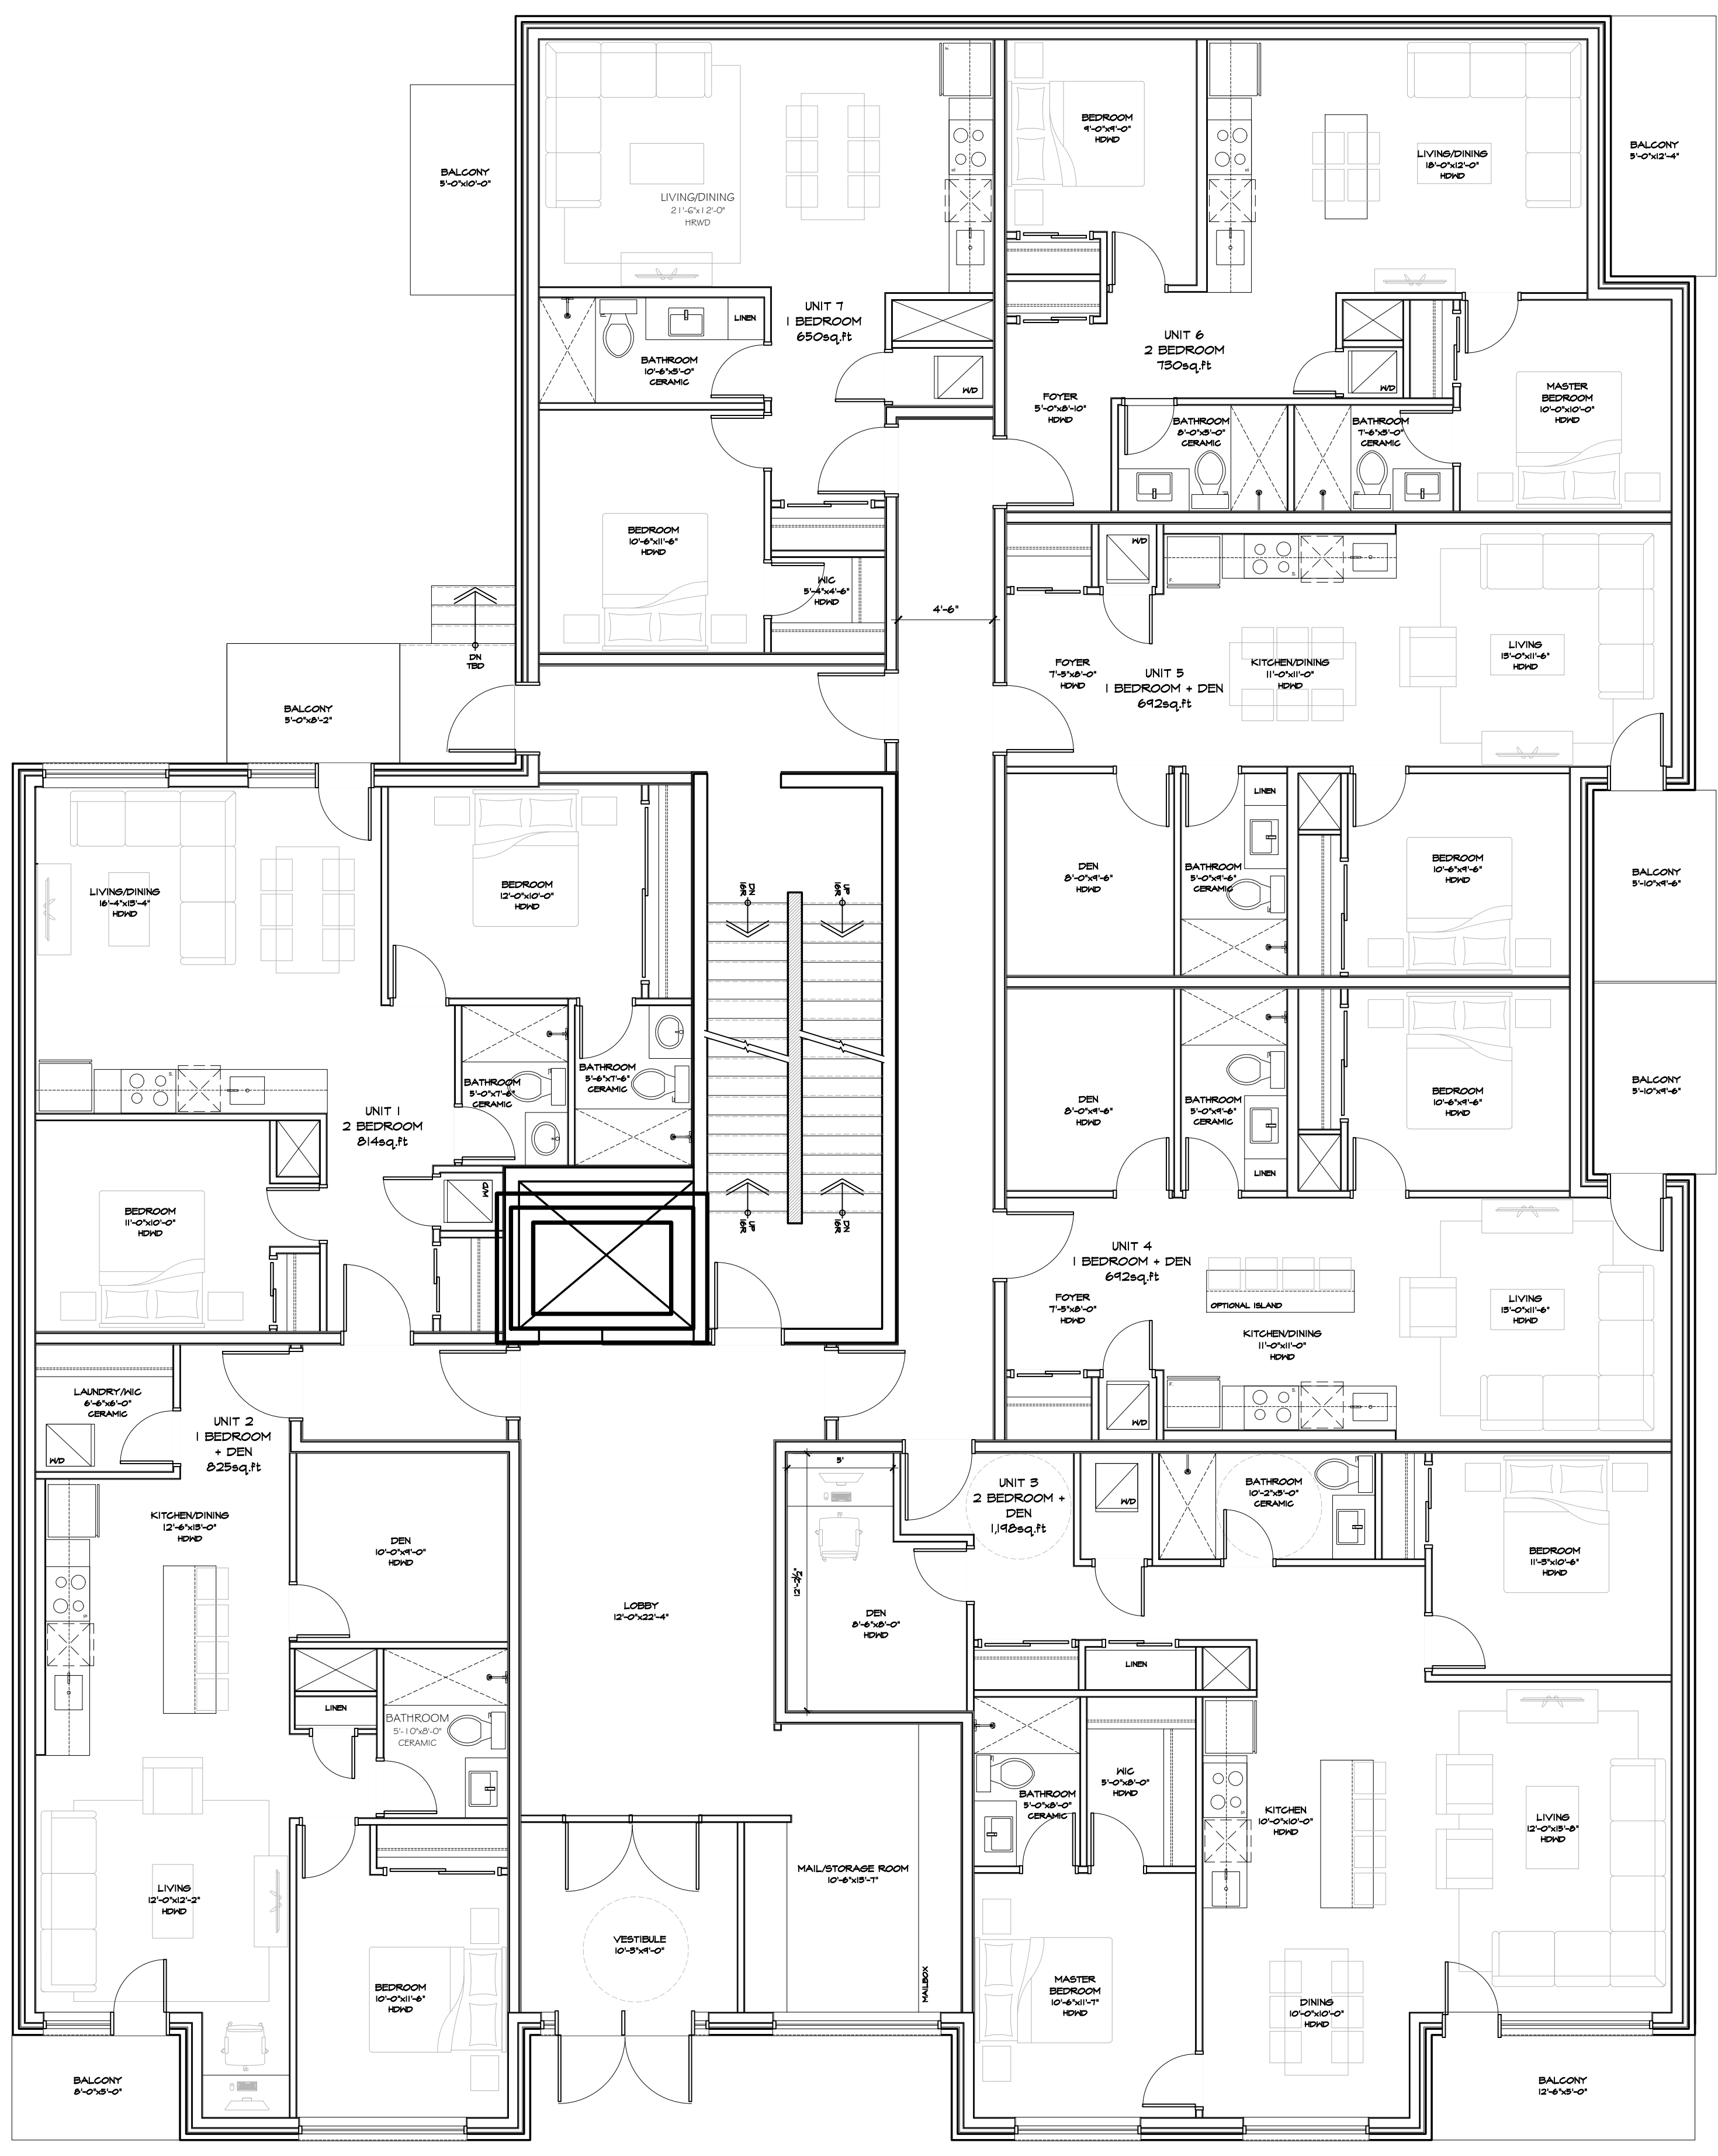 BALCONY
5'-0"x10'-0"
LIVING/DINING
21'-6"x12'-0"
HRWD
BEDROOM
9'-0"x9'-0"
HDWD
LIVING/DINING
18'-0"x12'-0"
HDWD
BALCONY
5'-0"x12'-4"
UNIT 7
1 BEDROOM
650sq.ft
LINEN
BATHROOM
10'-6"x5'-0"
CERAMIC
W/D
UNIT 6
2 BEDROOM
730sq.ft
W/D
FOYER
5'-0"x8'-10"
HDWD
BATHROOM
8'-0"x5'-0"
CERAMIC
BATHROOM
7'-6"x5'-0"
CERAMIC
MASTER
BEDROOM
10'-0"x10'-0"
HDWD
BEDROOM
10'-6"x11'-6"
HDWD
WIC
5'-4"x4'-6"
HDWD
4'-6"
DN
TBD
W/D
F.
S
FOYER
7'-5"x8'-0"
HDWD
UNIT 5
1 BEDROOM + DEN
692sq.ft
KITCHEN/DINING
11'-0"x11'-0"
HDWD
LIVING
13'-0"x11'-6"
HDWD
BALCONY
5'-0"x8'-2"
LIVING/DINING
16'-4"x13'-4"
HDWD
BEDROOM
12'-0"x10'-0"
HDWD
DN
16R
UP
16R
DEN
8'-0"x9'-6"
HDWD
LINEN
BATHROOM
5'-0"x9'-6"
CERAMIC
BEDROOM
10'-6"x9'-6"
HDWD
BALCONY
5'-10"x9'-6"
BATHROOM
5'-0"x7'-6"
CERAMIC
BATHROOM
5'-6"x7'-6"
CERAMIC
UNIT 1
2 BEDROOM
814sq.ft
DEN
8'-0"x9'-6"
HDWD
BATHROOM
5'-0"x9'-6"
CERAMIC
LINEN
BEDROOM
10'-6"x9'-6"
HDWD
BALCONY
5'-10"x9'-6"
BEDROOM
11'-0"x10'-0"
HDWD
W/D
UP
16R
DN
16R
UNIT 4
1 BEDROOM + DEN
692sq.ft
FOYER
7'-5"x8'-0"
HDWD
OPTIONAL ISLAND
KITCHEN/DINING
11'-0"x11'-0"
HDWD
LIVING
13'-0"x11'-6"
HDWD
W/D
F.
S
LAUNDRY/WIC
6'-6"x6'-0"
CERAMIC
W/D
UNIT 2
1 BEDROOM
+ DEN
825sq.ft
KITCHEN/DINING
12'-6"x13'-0"
HDWD
DEN
10'-0"x9'-0"
HDWD
LOBBY
12'-0"x22'-4"
5'
12'-2½"
DEN
8'-6"x8'-0"
HDWD
UNIT 3
2 BEDROOM +
DEN
1,198sq.ft
W/D
BATHROOM
10'-2"x5'-0"
CERAMIC
BEDROOM
11'-5"x10'-6"
HDWD
LINEN
LINEN
BATHROOM
5'-10"x8'-0"
CERAMIC
BATHROOM
5'-0"x8'-0"
CERAMIC
WIC
5'-0"x8'-0"
HDWD
KITCHEN
10'-0"x10'-0"
HDWD
LIVING
12'-0"x15'-8"
HDWD
LIVING
12'-0"x12'-2"
HDWD
MAIL/STORAGE ROOM
10'-6"x15'-7"
MAILBOX
VESTIBULE
10'-3"x9'-0"
BEDROOM
10'-0"x11'-6"
HDWD
MASTER
BEDROOM
10'-6"x11'-7"
HDWD
DINING
10'-0"x10'-0"
HDWD
BALCONY
8'-0"x5'-0"
BALCONY
12'-6"x5'-0"